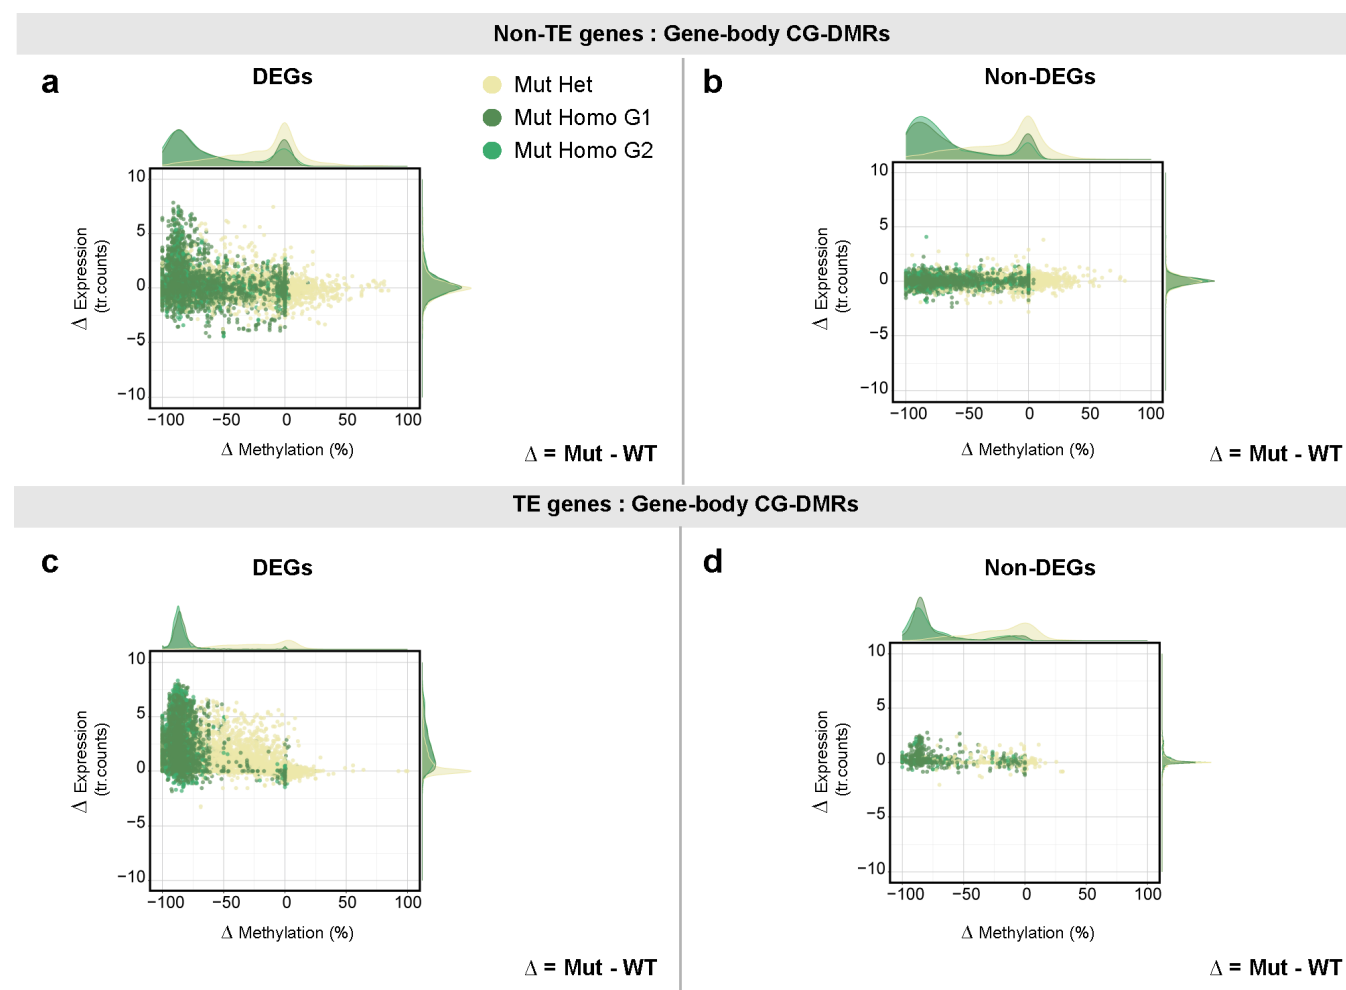 Non-TE genes : Gene-body CG-DMRs
a
DEGs
Mut Het
Mut Homo G1
Mut Homo G2
10
5
0
−5
−10
Δ Expression
(tr.counts)
−100 −50 0 50 100
Δ Methylation (%)
Δ = Mut - WT
b
Non-DEGs
10
5
0
−5
−10
Δ Expression
(tr.counts)
−100 −50 0 50 100
Δ Methylation (%)
Δ = Mut - WT
TE genes : Gene-body CG-DMRs
c
DEGs
10
5
0
−5
−10
Δ Expression
(tr.counts)
−100 −50 0 50 100
Δ Methylation (%)
Δ = Mut - WT
d
Non-DEGs
10
5
0
−5
−10
Δ Expression
(tr.counts)
−100 −50 0 50 100
Δ Methylation (%)
Δ = Mut - WT